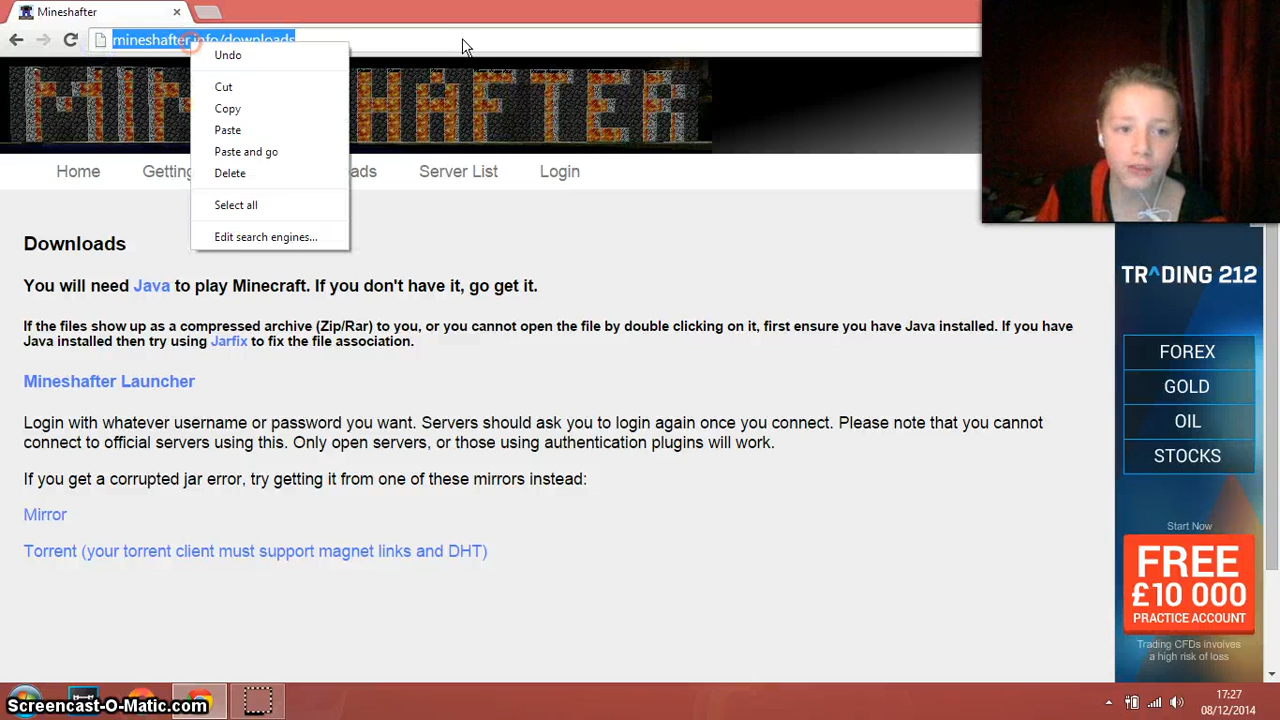 Mineshafter
mineshafter.info/downloads
Undo
Cut
Copy
Paste
Paste and go
Delete
Select all
Edit search engines...
Home
Server List
Login
Downloads
You will need Java to play Minecraft. If you don't have it, go get it.
If the files show up as a compressed archive (Zip/Rar) to you, or you cannot open the file by double clicking on it, first ensure you have Java installed. If you have
Java installed then try using Jarfix to fix the file association.
Mineshafter Launcher
Login with whatever username or password you want. Servers should ask you to login again once you connect. Please note that you cannot
connect to official servers using this. Only open servers, or those using authentication plugins will work.
If you get a corrupted jar error, try getting it from one of these mirrors instead:
Mirror
Torrent (your torrent client must support magnet links and DHT)
TRADING 212
FOREX
GOLD
OIL
STOCKS
Start Now
FREE
£10 000
PRACTICE ACCOUNT
Trading CFDs involves
a high risk of loss
Screencast-O-Matic.com
17:27
08/12/2014